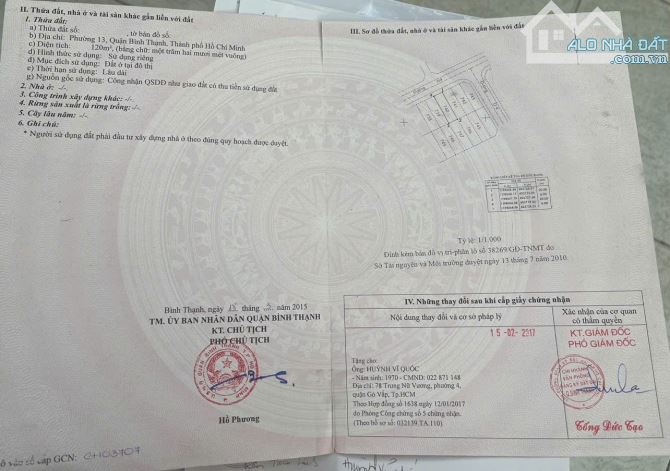 II. Thửa đất, nhà ở và tài sản khác gắn liền với đất
1. Thửa đất:
a) Thửa đất số: , tờ bản đồ số:
b) Địa chỉ: Phường 13, Quận Bình Thạnh, Thành phố Hồ Chí Minh
c) Diện tích: 120m², (bằng chữ: một trăm hai mươi mét vuông)
d) Hình thức sử dụng: Sử dụng riêng
đ) Mục đích sử dụng: Đất ở tại đô thị
e) Thời hạn sử dụng: Lâu dài
g) Nguồn gốc sử dụng: Công nhận QSDĐ như giao đất có thu tiền sử dụng đất
2. Nhà ở: -/-
3. Công trình xây dựng khác: -/-
4. Rừng sản xuất là rừng trồng: -/-
5. Cây lâu năm: -/-
6. Ghi chú:
* Người sử dụng đất phải đầu tư xây dựng nhà ở theo đúng quy hoạch được duyệt.
Bình Thạnh, ngày tháng năm 2015
TM. ỦY BAN NHÂN DÂN QUẬN BÌNH THẠNH
KT. CHỦ TỊCH
PHÓ CHỦ TỊCH
Hồ Phương
vào sổ cấp GCN: CH03707
III. Sơ đồ thửa đất, nhà ở và tài sản khác gắn liền với đất
ALO NHÀ ĐẤT
.com.vn
Tỷ lệ: 1/1.000
Đính kèm bản đồ vị trí-phân lô số 38269/GĐ-TNMT do
Sở Tài nguyên và Môi trường duyệt ngày 13 tháng 7 năm 2010.
IV. Những thay đổi sau khi cấp giấy chứng nhận
Nội dung thay đổi và cơ sở pháp lý
Xác nhận của cơ quan
có thẩm quyền
15-02-2017
KT.GIÁM ĐỐC
PHÓ GIÁM ĐỐC
Tặng cho:
Ông: HUỲNH VĨ QUỐC
- Năm sinh: 1970 - CMND: 022 871 148
Địa chỉ: 78 Trưng Nữ Vương, phường 4,
quận Gò Vấp, Tp.HCM
Theo Hợp đồng số 1638 ngày 12/01/2017
do Phòng Công chứng số 5 chứng nhận.
(Theo hồ sơ: 032139.TA.110)
CHI NHÁNH
VĂN PHÒNG
Tống Đức Tạo